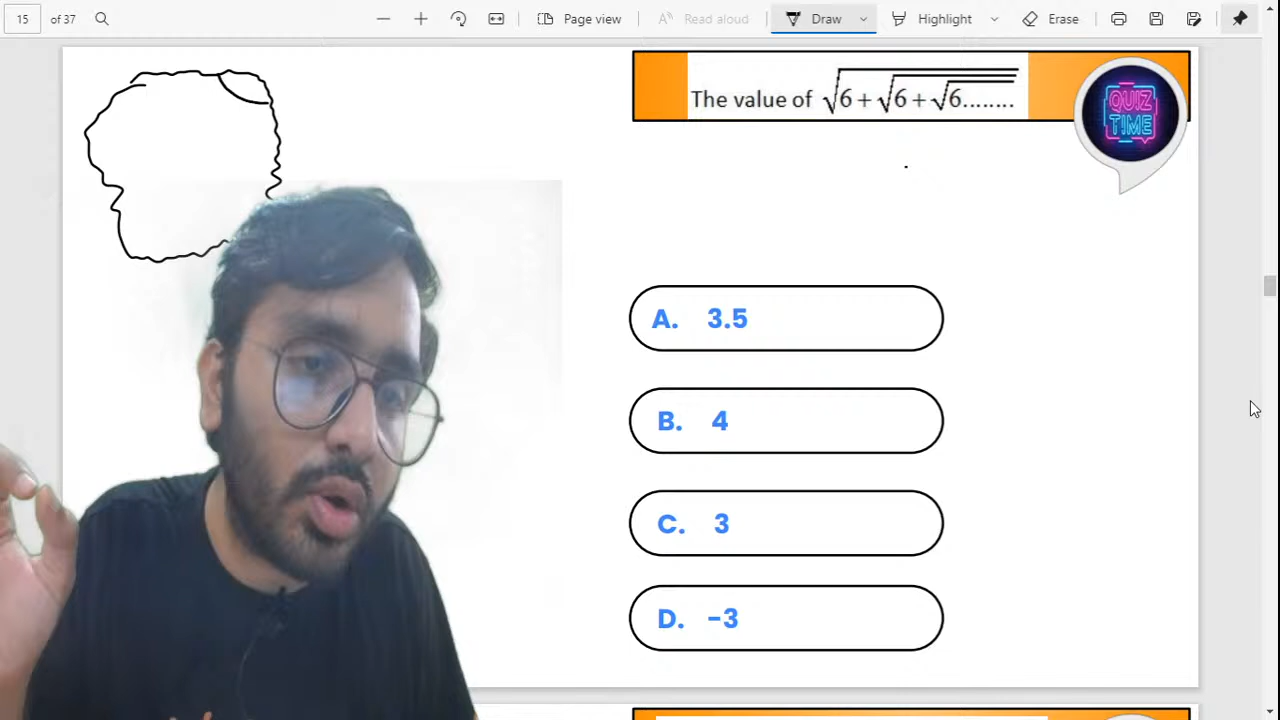 15 of 37 Page view Read aloud Draw Highlight Erase
The value of √6 + √6 + √6........
QUIZ
TIME
A. 3.5
B. 4
C. 3
D. -3